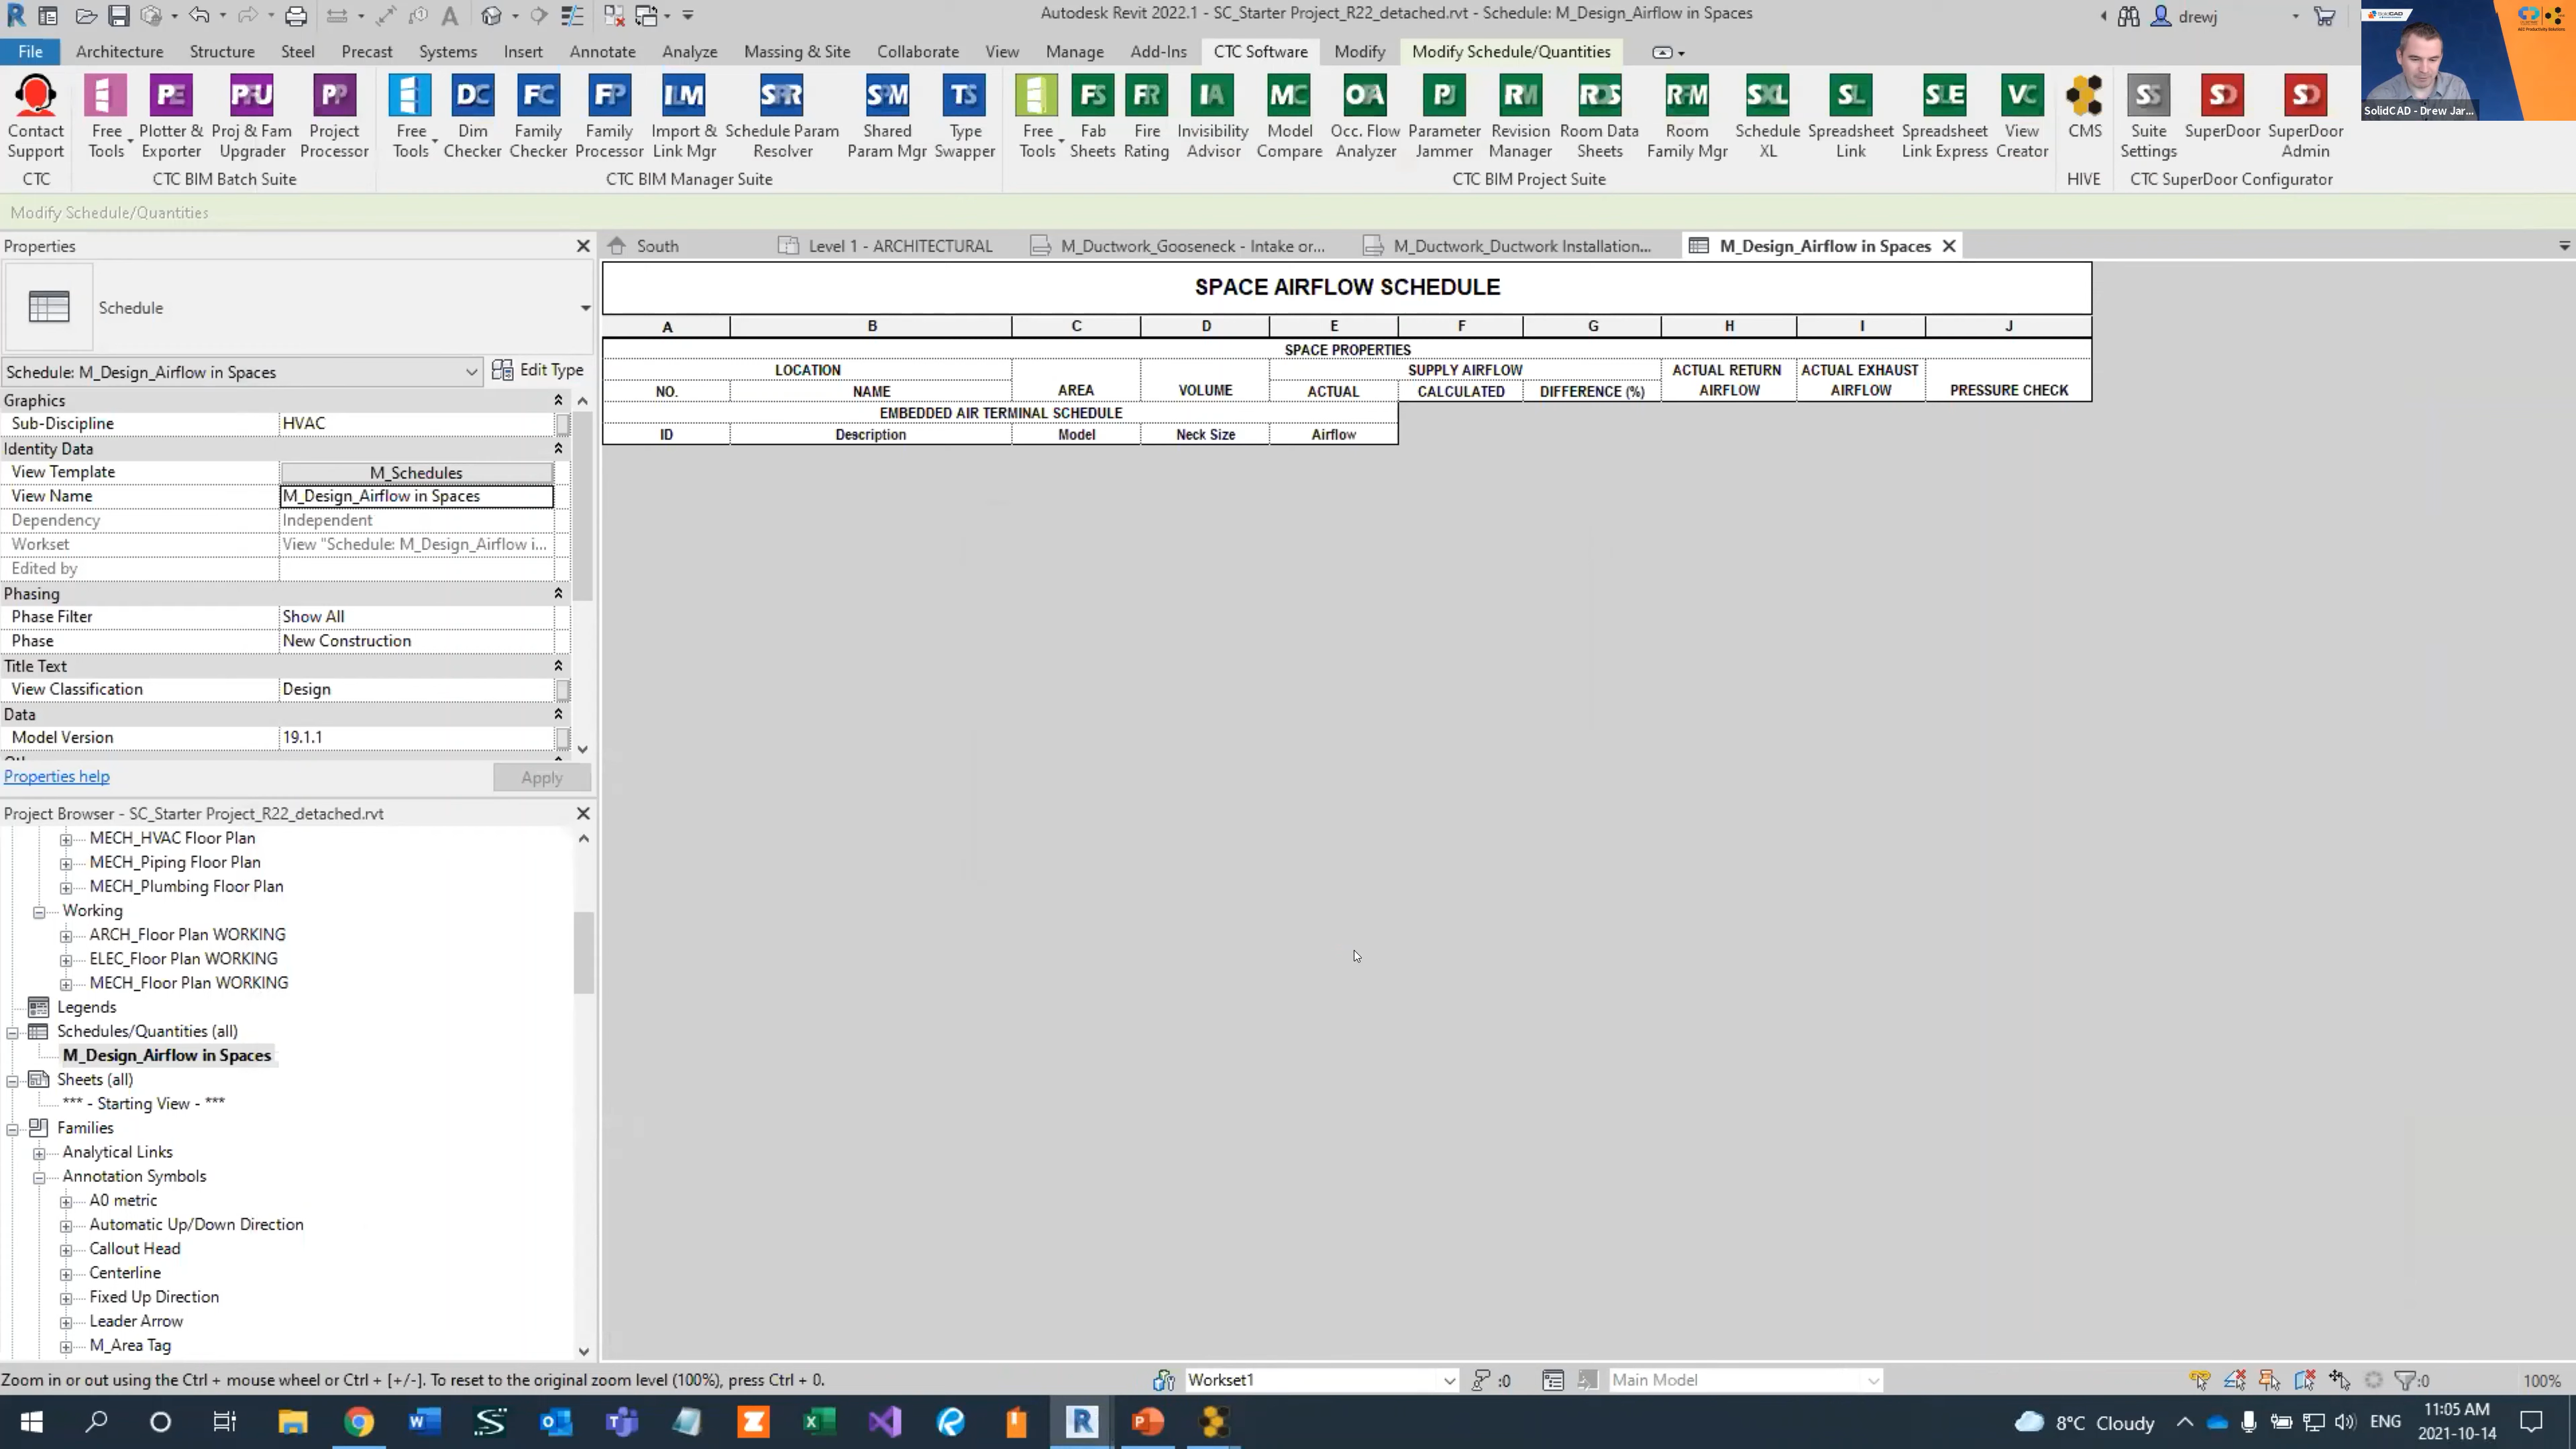 Autodesk Revit 2022.1 - SC_Starter Project_R22_detached.rvt - Schedule: M_Design_Airflow in Spaces
drewj
File Architecture Structure Steel Precast Systems Insert Annotate Analyze Massing & Site Collaborate View Manage Add-Ins CTC Software Modify Modify Schedule/Quantities
SolidCAD - Drew Jar...
Contact Support
Free Tools
Plotter & Exporter
Proj & Fam Upgrader
Project Processor
Free Tools
Dim Checker
Family Checker
Family Processor
Import & Link Mgr
Schedule Param Resolver
Shared Param Mgr
Type Swapper
Free Tools
Fab Sheets
Fire Rating
Invisibility Advisor
Model Compare
Occ. Flow Analyzer
Parameter Jammer
Revision Manager
Room Data Sheets
Room Family Mgr
Schedule XL
Spreadsheet Link
Spreadsheet Link Express
View Creator
CMS
Suite Settings
SuperDoor
SuperDoor Admin
CTC CTC BIM Batch Suite CTC BIM Manager Suite CTC BIM Project Suite HIVE CTC SuperDoor Configurator
Modify Schedule/Quantities
Properties
South Level 1 - ARCHITECTURAL M_Ductwork_Gooseneck - Intake or... M_Ductwork_Ductwork Installation... M_Design_Airflow in Spaces
Schedule
Schedule: M_Design_Airflow in Spaces Edit Type
Graphics
Sub-Discipline HVAC
Identity Data
View Template M_Schedules
View Name M_Design_Airflow in Spaces
Dependency Independent
Workset View "Schedule: M_Design_Airflow i...
Edited by
Phasing
Phase Filter Show All
Phase New Construction
Title Text
View Classification Design
Data
Model Version 19.1.1
Properties help Apply
Project Browser - SC_Starter Project_R22_detached.rvt
MECH_HVAC Floor Plan
MECH_Piping Floor Plan
MECH_Plumbing Floor Plan
Working
ARCH_Floor Plan WORKING
ELEC_Floor Plan WORKING
MECH_Floor Plan WORKING
Legends
Schedules/Quantities (all)
M_Design_Airflow in Spaces
Sheets (all)
*** - Starting View - ***
Families
Analytical Links
Annotation Symbols
A0 metric
Automatic Up/Down Direction
Callout Head
Centerline
Fixed Up Direction
Leader Arrow
M_Area Tag
SPACE AIRFLOW SCHEDULE
A B C D E F G H I J
SPACE PROPERTIES
LOCATION AREA VOLUME SUPPLY AIRFLOW ACTUAL RETURN AIRFLOW ACTUAL EXHAUST AIRFLOW PRESSURE CHECK
NO. NAME ACTUAL CALCULATED DIFFERENCE (%)
EMBEDDED AIR TERMINAL SCHEDULE
ID Description Model Neck Size Airflow
Zoom in or out using the Ctrl + mouse wheel or Ctrl + [+/-]. To reset to the original zoom level (100%), press Ctrl + 0.
Workset1 :0 Main Model :0 100%
8°C Cloudy ENG 11:05 AM
2021-10-14